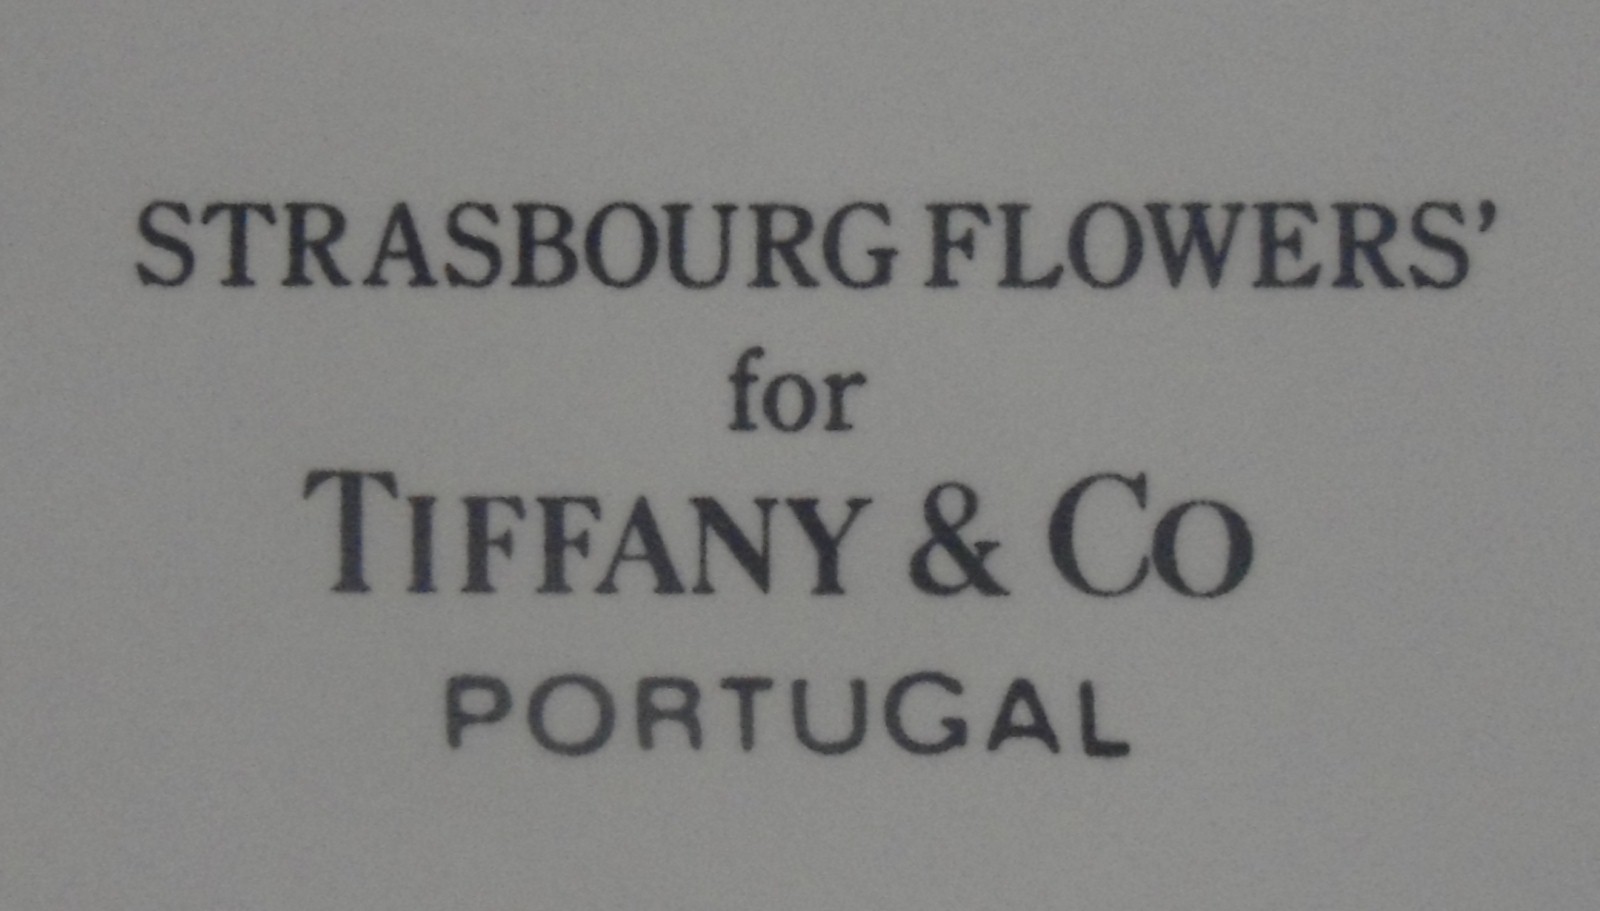 STRASBOURG FLOWERS’
for
TIFFANY & CO
PORTUGAL